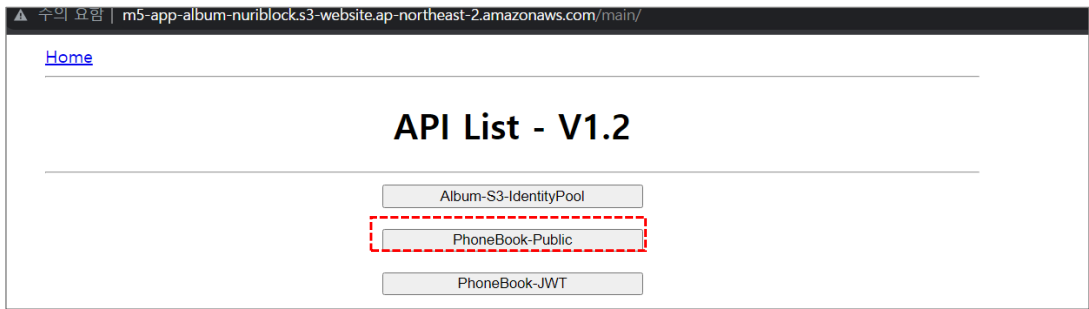 수의 요함 | m5-app-album-nuriblock.s3-website.ap-northeast-2.amazonaws.com/main/
Home
API List - V1.2
Album-S3-IdentityPool
PhoneBook-Public
PhoneBook-JWT